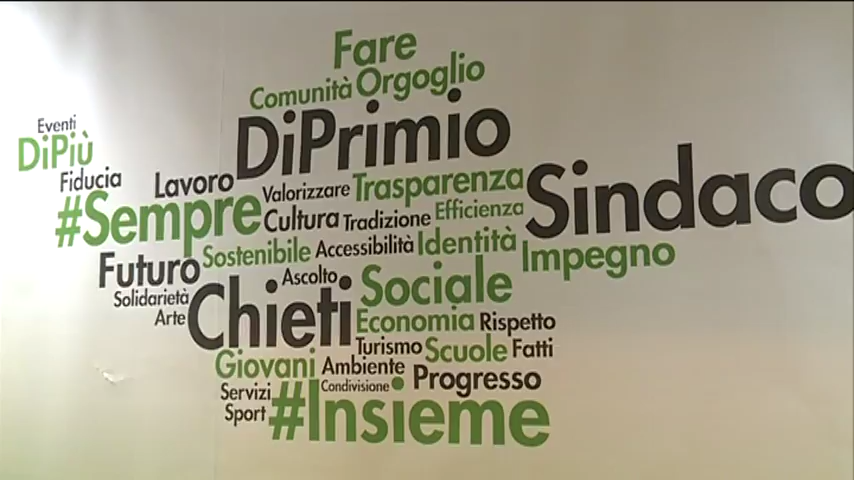 Fare
Comunità Orgoglio
DiPrimio
Eventi
DiPiù
Fiducia
Lavoro Valorizzare Trasparenza
Sindaco
#Sempre Cultura Tradizione Efficienza
Sostenibile Accessibilità Identità Impegno
Futuro Ascolto Sociale
Solidarietà
Arte Chieti Economia Rispetto
Turismo Scuole Fatti
Giovani Ambiente Progresso
Servizi Condivisione
Sport #Insieme